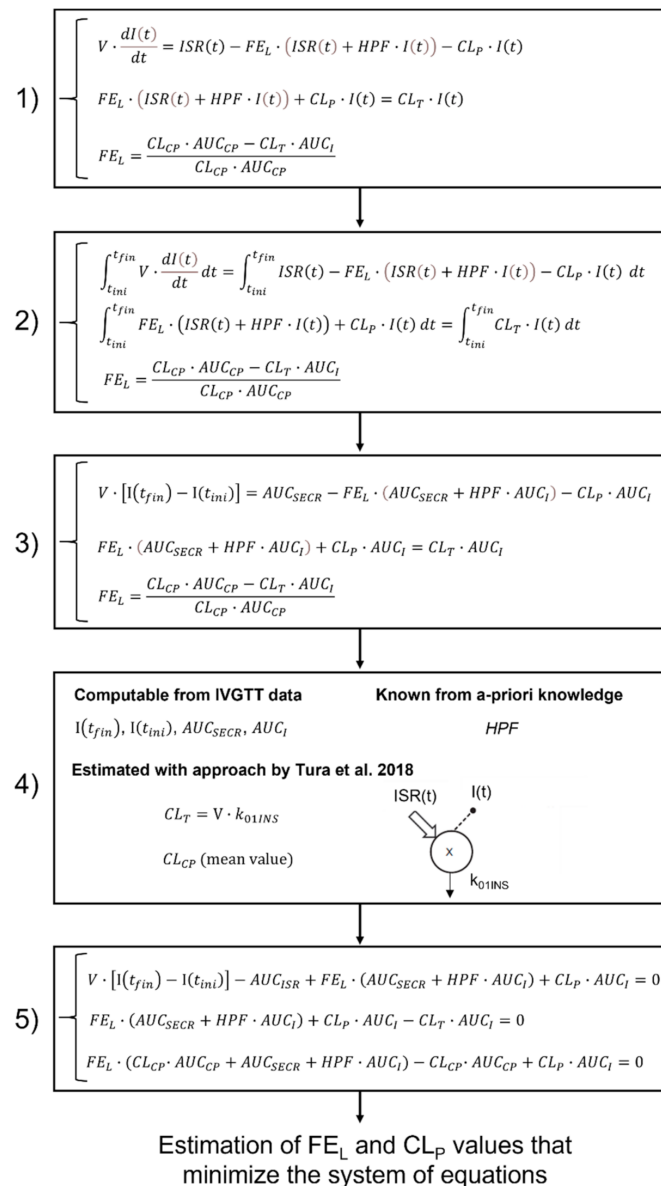 1)
V · dI(t)/dt = ISR(t) − FE_L · (ISR(t) + HPF · I(t)) − CL_P · I(t)
FE_L · (ISR(t) + HPF · I(t)) + CL_P · I(t) = CL_T · I(t)
FE_L = (CL_CP · AUC_CP − CL_T · AUC_I) / (CL_CP · AUC_CP)
2)
∫_{t_ini}^{t_fin} V · dI(t)/dt dt = ∫_{t_ini}^{t_fin} ISR(t) − FE_L · (ISR(t) + HPF · I(t)) − CL_P · I(t) dt
∫_{t_ini}^{t_fin} FE_L · (ISR(t) + HPF · I(t)) + CL_P · I(t) dt = ∫_{t_ini}^{t_fin} CL_T · I(t) dt
FE_L = (CL_CP · AUC_CP − CL_T · AUC_I) / (CL_CP · AUC_CP)
3)
V · [I(t_fin) − I(t_ini)] = AUC_SECR − FE_L · (AUC_SECR + HPF · AUC_I) − CL_P · AUC_I
FE_L · (AUC_SECR + HPF · AUC_I) + CL_P · AUC_I = CL_T · AUC_I
FE_L = (CL_CP · AUC_CP − CL_T · AUC_I) / (CL_CP · AUC_CP)
4)
Computable from IVGTT data
I(t_fin), I(t_ini), AUC_SECR, AUC_I
Known from a-priori knowledge
HPF
Estimated with approach by Tura et al. 2018
CL_T = V · k_01INS
CL_CP (mean value)
ISR(t)
I(t)
x
k_01INS
5)
V · [I(t_fin) − I(t_ini)] − AUC_ISR + FE_L · (AUC_SECR + HPF · AUC_I) + CL_P · AUC_I = 0
FE_L · (AUC_SECR + HPF · AUC_I) + CL_P · AUC_I − CL_T · AUC_I = 0
FE_L · (CL_CP · AUC_CP + AUC_SECR + HPF · AUC_I) − CL_CP · AUC_CP + CL_P · AUC_I = 0
Estimation of FE_L and CL_P values that
minimize the system of equations